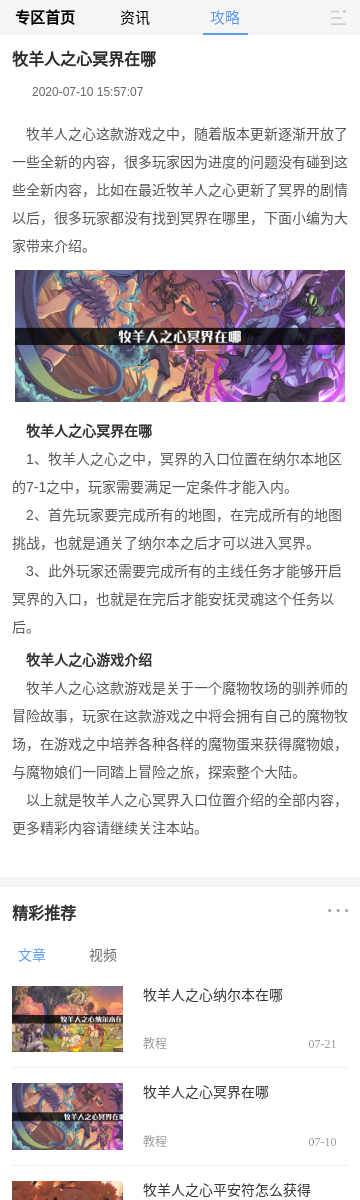 专区首页 资讯 攻略
牧羊人之心冥界在哪
2020-07-10 15:57:07
牧羊人之心这款游戏之中，随着版本更新逐渐开放了
一些全新的内容，很多玩家因为进度的问题没有碰到这
些全新内容，比如在最近牧羊人之心更新了冥界的剧情
以后，很多玩家都没有找到冥界在哪里，下面小编为大
家带来介绍。
牧羊人之心冥界在哪
牧羊人之心冥界在哪
1、牧羊人之心之中，冥界的入口位置在纳尔本地区
的7-1之中，玩家需要满足一定条件才能入内。
2、首先玩家要完成所有的地图，在完成所有的地图
挑战，也就是通关了纳尔本之后才可以进入冥界。
3、此外玩家还需要完成所有的主线任务才能够开启
冥界的入口，也就是在完后才能安抚灵魂这个任务以
后。
牧羊人之心游戏介绍
牧羊人之心这款游戏是关于一个魔物牧场的驯养师的
冒险故事，玩家在这款游戏之中将会拥有自己的魔物牧
场，在游戏之中培养各种各样的魔物蛋来获得魔物娘，
与魔物娘们一同踏上冒险之旅，探索整个大陆。
以上就是牧羊人之心冥界入口位置介绍的全部内容，
更多精彩内容请继续关注本站。
精彩推荐
文章 视频
牧羊人之心纳尔本在哪
牧羊人之心纳尔本在
教程 07-21
牧羊人之心冥界在哪
牧羊人之心冥界在哪
教程 07-10
牧羊人之心平安符怎么获得